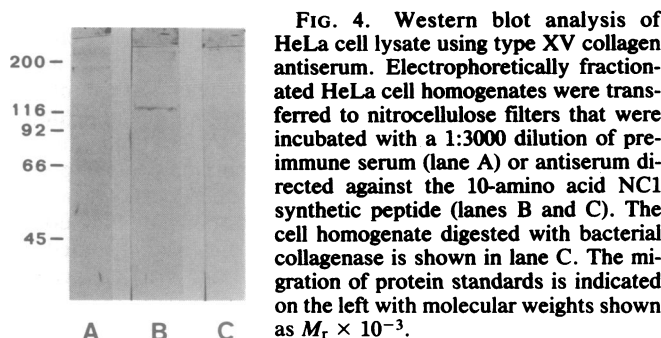 200
116
92
66
45
A B C
FIG. 4. Western blot analysis of
HeLa cell lysate using type XV collagen
antiserum. Electrophoretically fraction-
ated HeLa cell homogenates were trans-
ferred to nitrocellulose filters that were
incubated with a 1:3000 dilution of pre-
immune serum (lane A) or antiserum di-
rected against the 10-amino acid NC1
synthetic peptide (lanes B and C). The
cell homogenate digested with bacterial
collagenase is shown in lane C. The mi-
gration of protein standards is indicated
on the left with molecular weights shown
as Mr × 10−3.